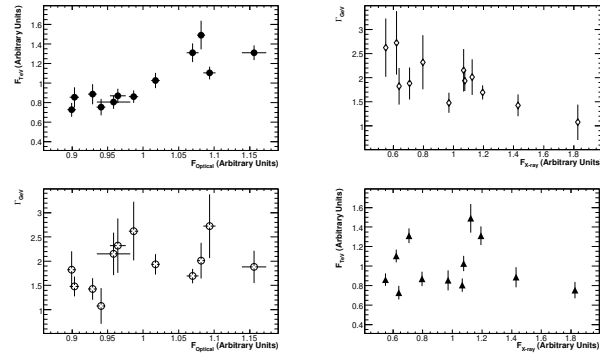 F_TeV (Arbitrary Units)
1.6
1.4
1.2
1
0.8
0.6
0.4
0.9 0.95 1 1.05 1.1 1.15
F_Optical (Arbitrary Units)
Γ_GeV
3
2.5
2
1.5
1
0.4 0.6 0.8 1 1.2 1.4 1.6 1.8
F_X-ray (Arbitrary Units)
Γ_GeV
3
2.5
2
1.5
1
0.9 0.95 1 1.05 1.1 1.15
F_Optical (Arbitrary Units)
F_TeV (Arbitrary Units)
1.6
1.4
1.2
1
0.8
0.6
0.4
0.4 0.6 0.8 1 1.2 1.4 1.6 1.8
F_X-ray (Arbitrary Units)